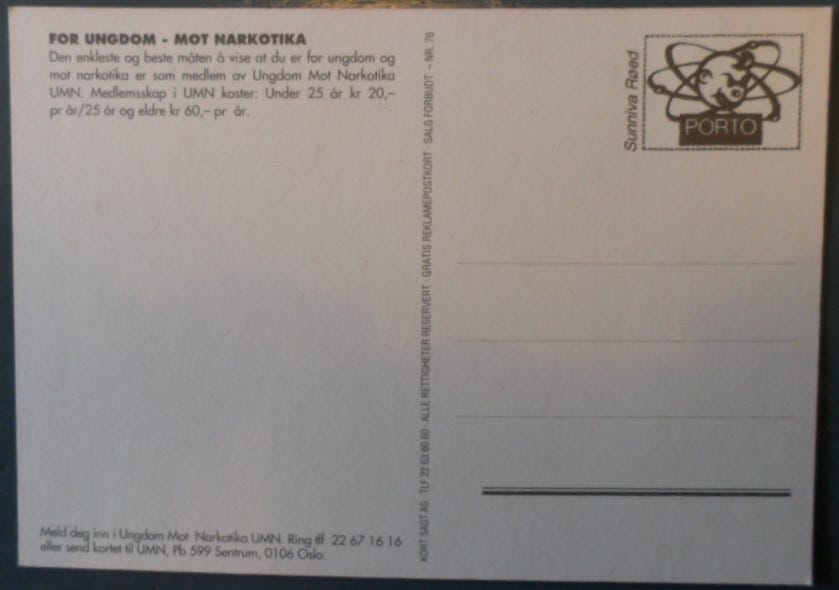 FOR UNGDOM - MOT NARKOTIKA
Den enkleste og beste måten å vise at du er for ungdom og
mot narkotika er som medlem av Ungdom Mot Narkotika
UMN. Medlemsskap i UMN koster: Under 25 år kr 20,–
pr år/25 år og eldre kr 60,– pr år.
Meld deg inn i Ungdom Mot Narkotika UMN. Ring tlf. 22 67 16 16
eller send kortet til UMN, Pb 599 Sentrum, 0106 Oslo.
KORT SAGT AS · TLF 22 63 60 60 · ALLE RETTIGHETER RESERVERT · GRATIS REKLAMEPOSTKORT · SALG FORBUDT – NR. 76
Sunniva Røed
PORTO